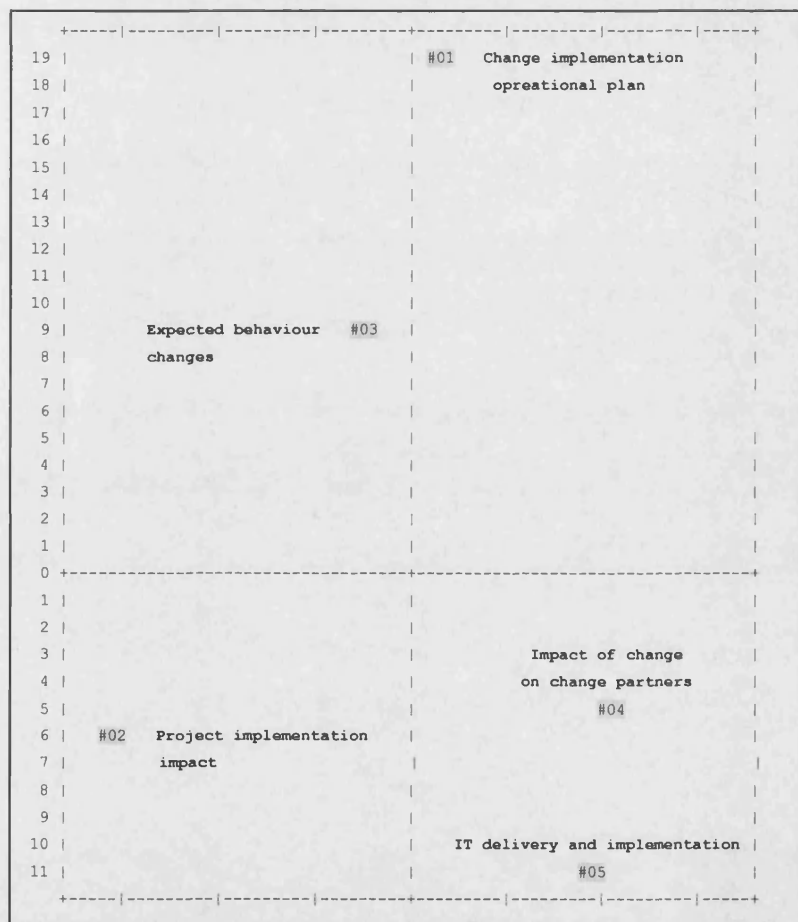 19 #01 Change implementation
18 opreational plan
17
16
15
14
13
12
11
10
9 Expected behaviour #03
8 changes
7
6
5
4
3
2
1
0
1
2
3 Impact of change
4 on change partners
5 #04
6 #02 Project implementation
7 impact
8
9
10 IT delivery and implementation
11 #05